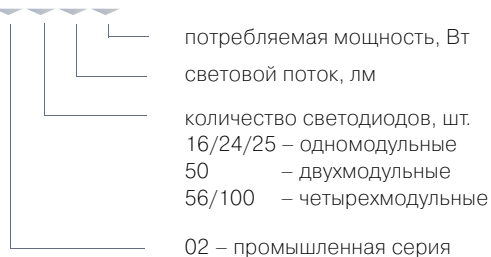 потребляемая мощность, Вт
световой поток, лм
количество светодиодов, шт.
16/24/25 – одномодульные
50 – двухмодульные
56/100 – четырехмодульные
02 – промышленная серия